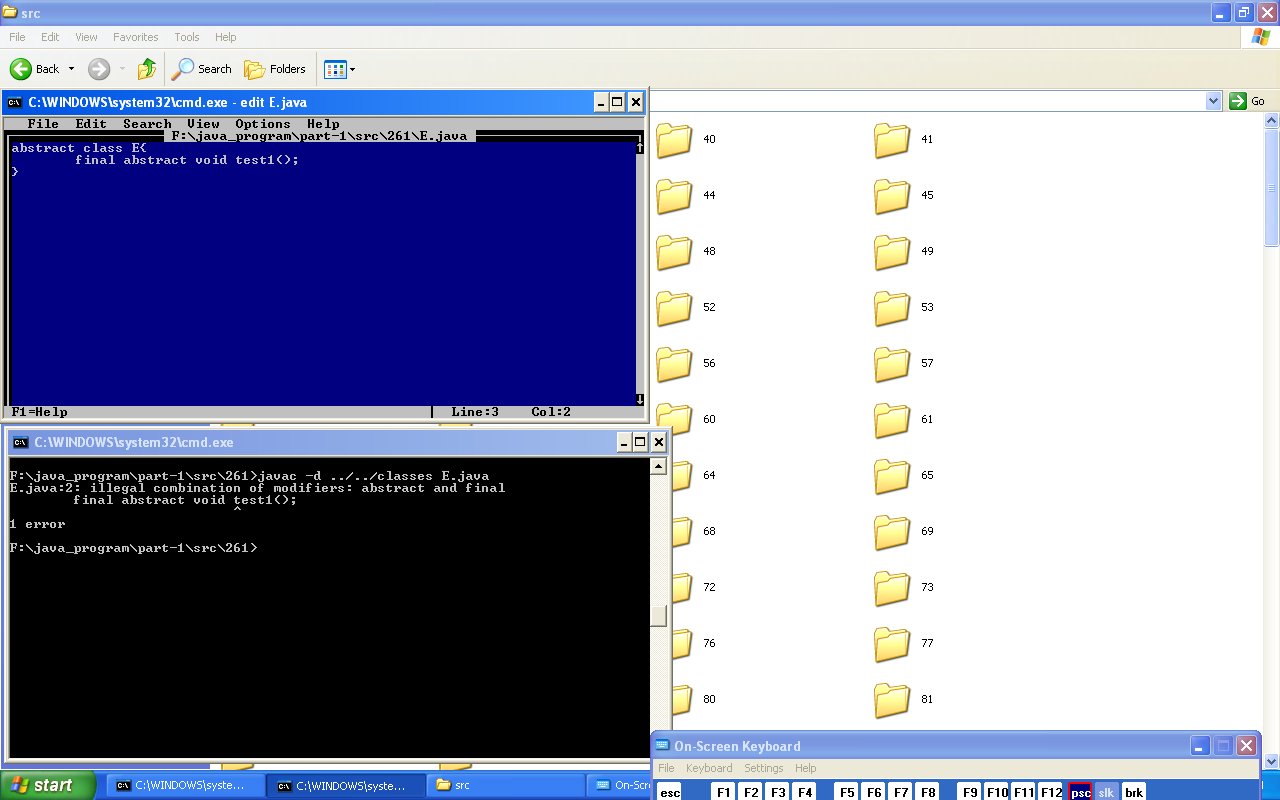 src
File Edit View Favorites Tools Help
Back Search Folders
Go
C:\WINDOWS\system32\cmd.exe - edit E.java
File Edit Search View Options Help
F:\java_program\part-1\src\261\E.java
abstract class E{
final abstract void test1();
}
F1=Help Line:3 Col:2
C:\WINDOWS\system32\cmd.exe
F:\java_program\part-1\src\261>javac -d ../../classes E.java
E.java:2: illegal combination of modifiers: abstract and final
final abstract void test1();
^
1 error
F:\java_program\part-1\src\261>
40 41
44 45
48 49
52 53
56 57
60 61
64 65
68 69
72 73
76 77
80 81
On-Screen Keyboard
File Keyboard Settings Help
esc F1 F2 F3 F4 F5 F6 F7 F8 F9 F10 F11 F12 psc slk brk
start C:\WINDOWS\syste... C:\WINDOWS\syste... src On-Scr